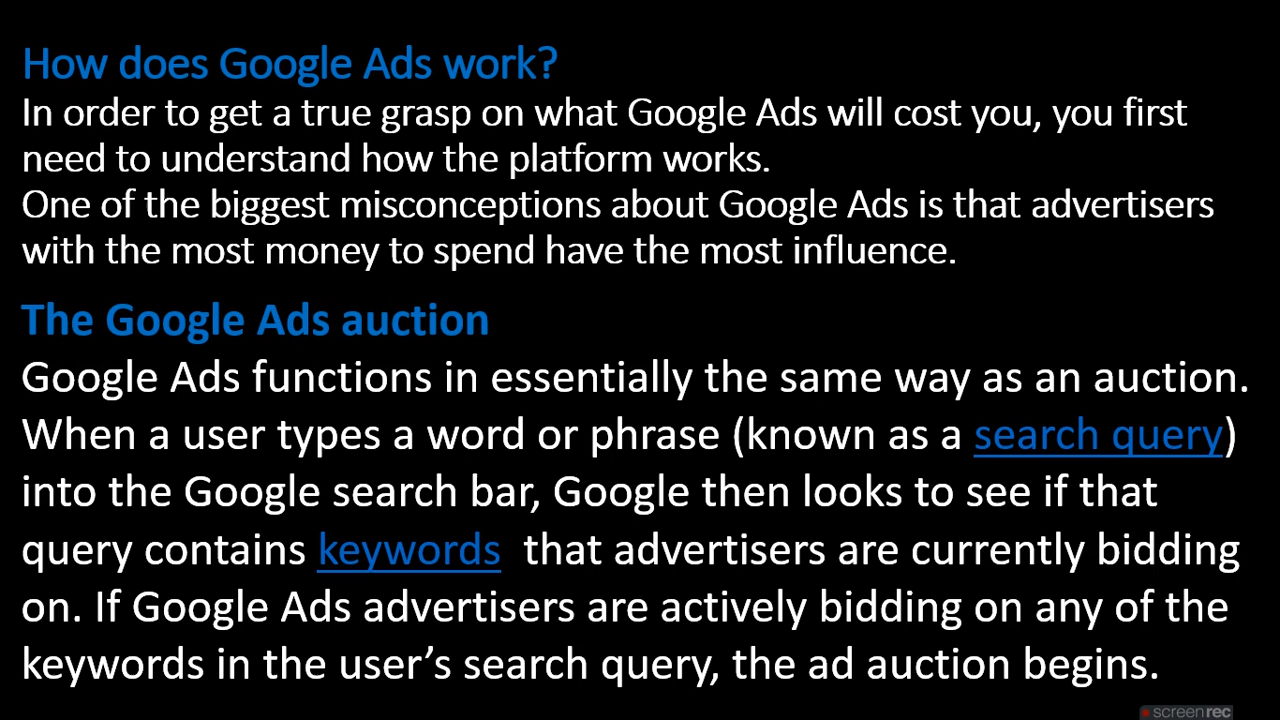 How does Google Ads work?
In order to get a true grasp on what Google Ads will cost you, you first
need to understand how the platform works.
One of the biggest misconceptions about Google Ads is that advertisers
with the most money to spend have the most influence.
The Google Ads auction
Google Ads functions in essentially the same way as an auction.
When a user types a word or phrase (known as a search query)
into the Google search bar, Google then looks to see if that
query contains keywords  that advertisers are currently bidding
on. If Google Ads advertisers are actively bidding on any of the
keywords in the user’s search query, the ad auction begins.
screenrec